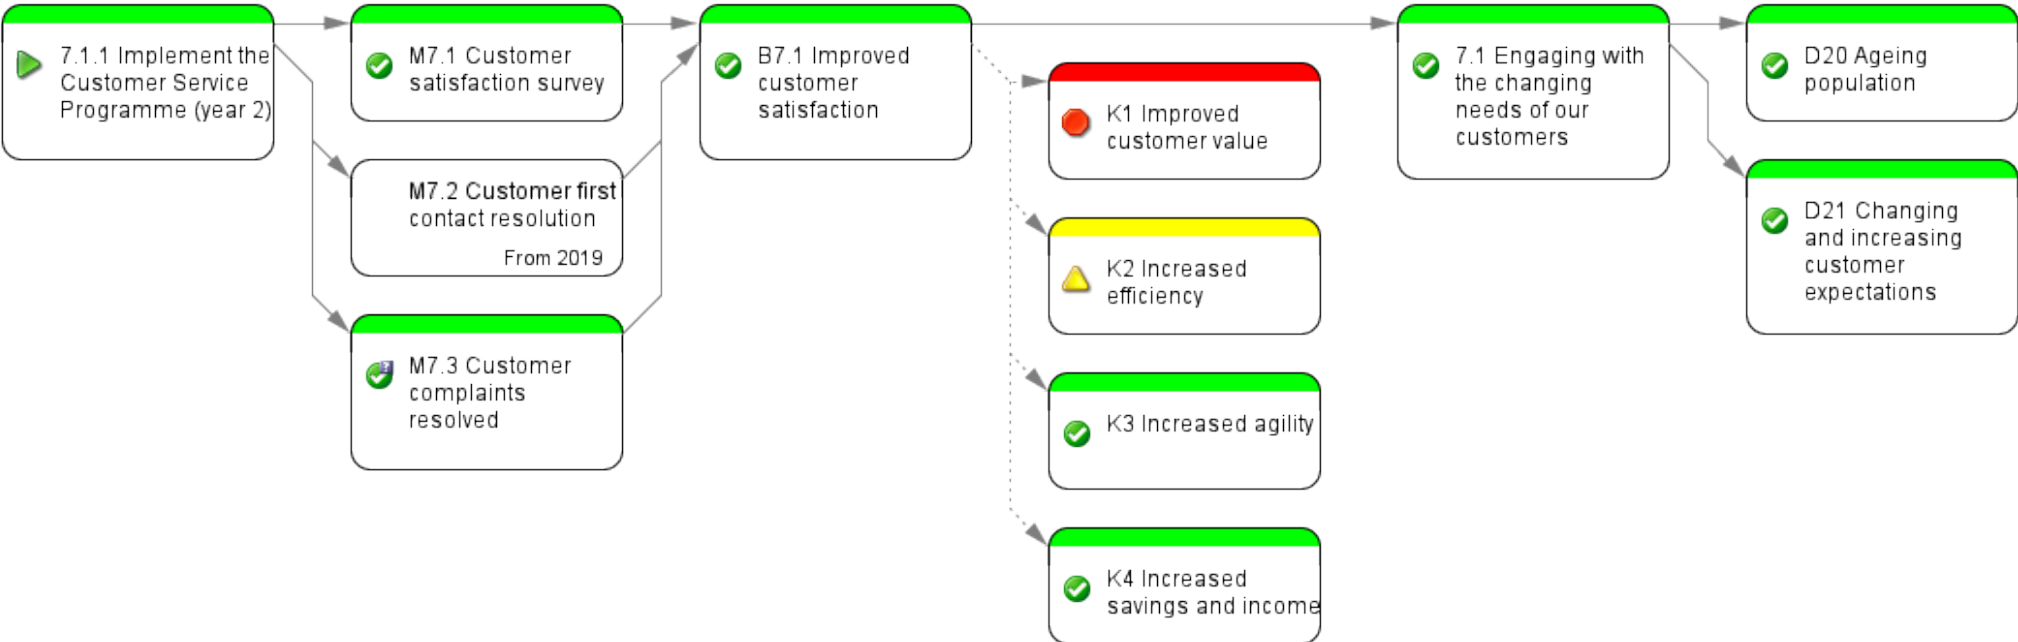 7.1.1 Implement the
Customer Service
Programme (year 2)
M7.1 Customer
satisfaction survey
M7.2 Customer first
contact resolution
From 2019
M7.3 Customer
complaints
resolved
B7.1 Improved
customer
satisfaction
K1 Improved
customer value
K2 Increased
efficiency
K3 Increased agility
K4 Increased
savings and income
7.1 Engaging with
the changing
needs of our
customers
D20 Ageing
population
D21 Changing
and increasing
customer
expectations